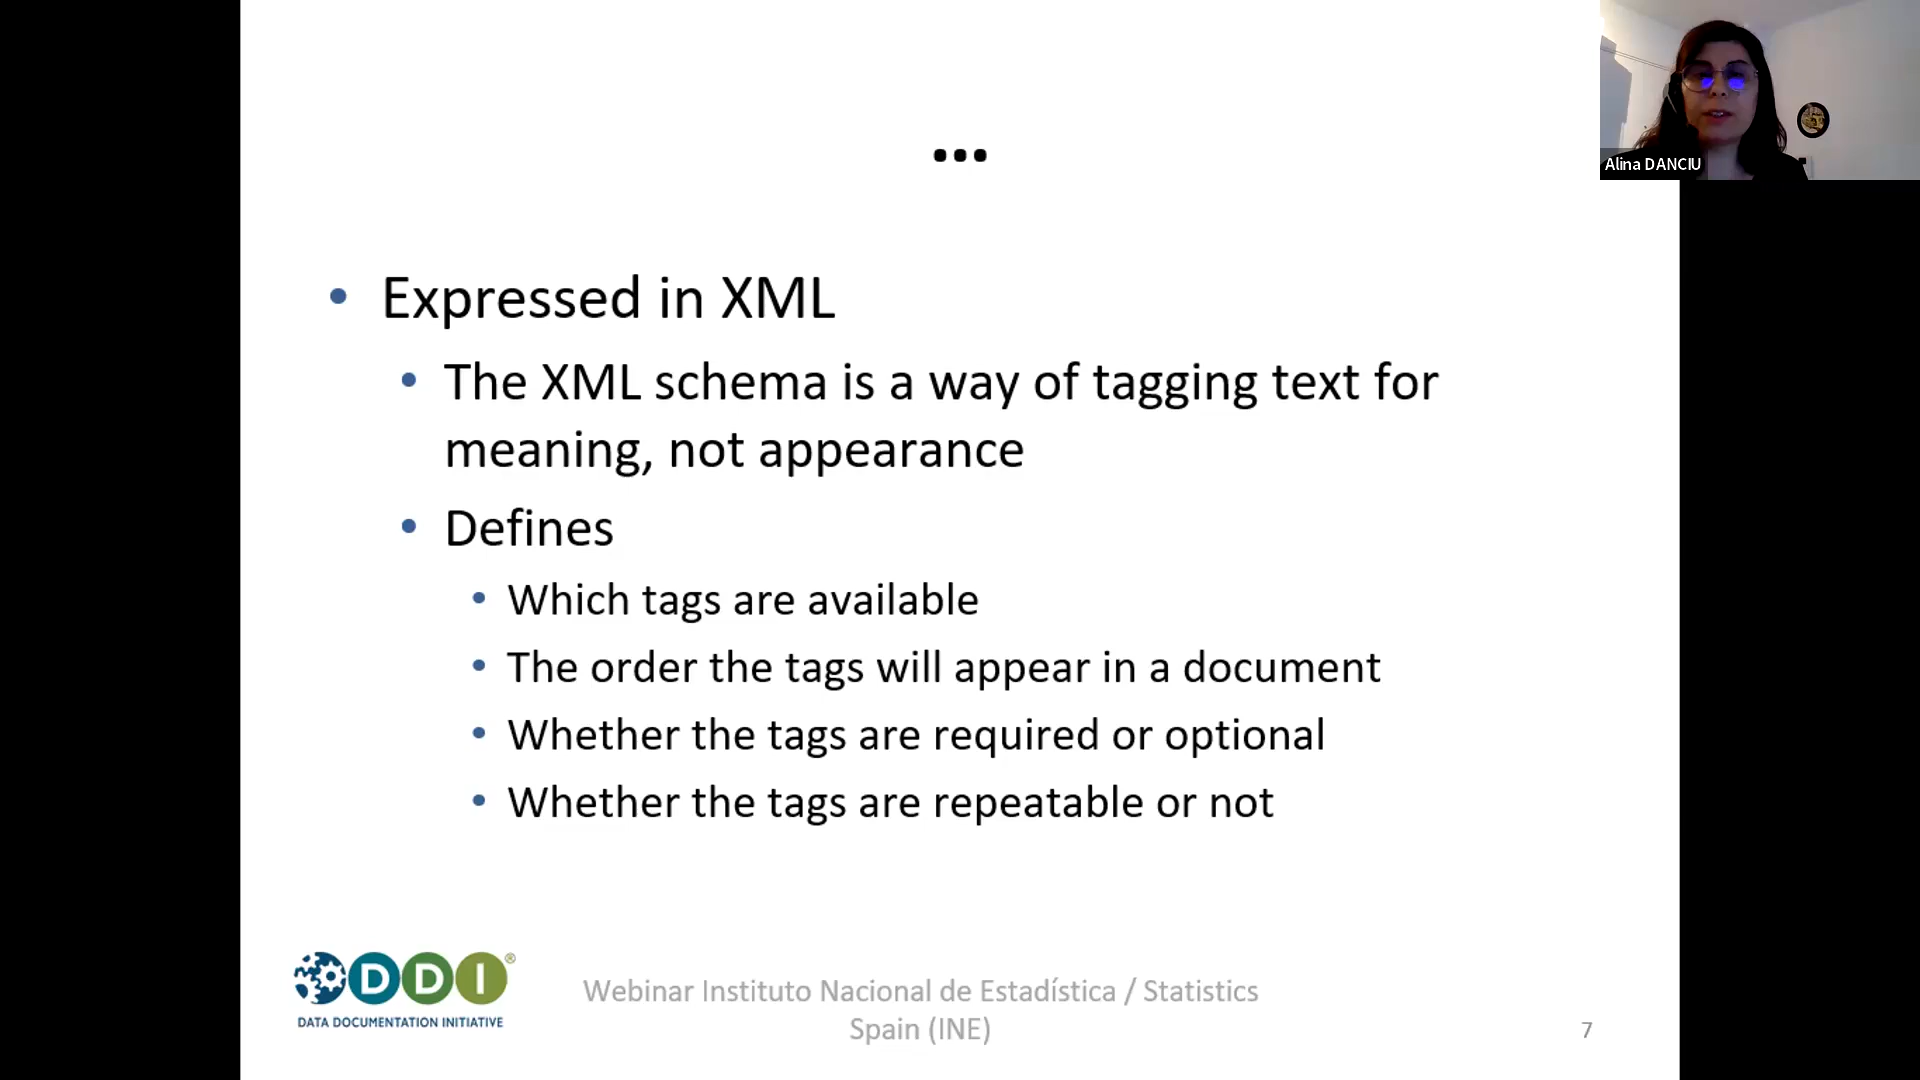 ...
Alina DANCIU
• Expressed in XML
• The XML schema is a way of tagging text for
meaning, not appearance
• Defines
• Which tags are available
• The order the tags will appear in a document
• Whether the tags are required or optional
• Whether the tags are repeatable or not
DDI®
DATA DOCUMENTATION INITIATIVE
Webinar Instituto Nacional de Estadística / Statistics
Spain (INE)
7